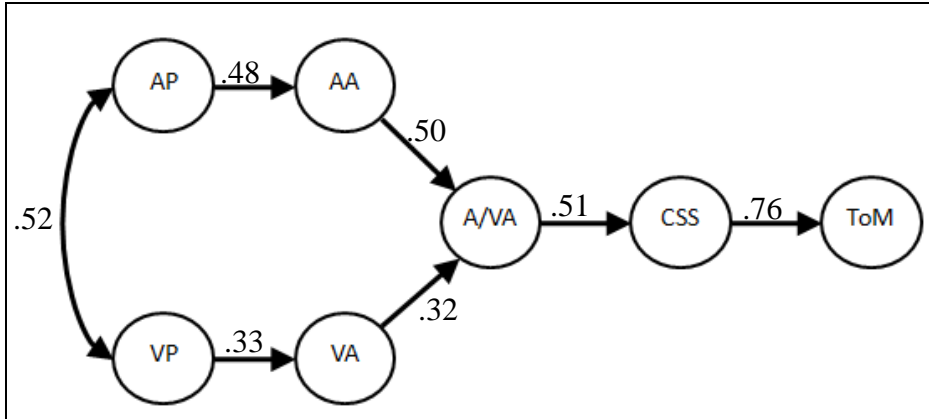 AP .48 AA
.50
.52 A/VA .51 CSS .76 ToM
.32
VP .33 VA